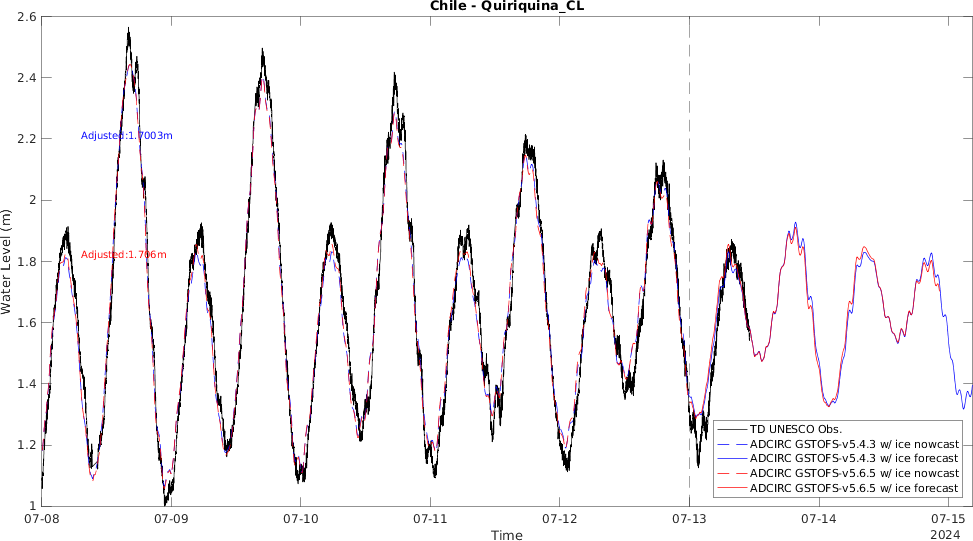 Chile - Quiriquina_CL
2.6
2.4
2.2
2
1.8
1.6
1.4
1.2
1
Water Level (m)
Adjusted:1.7003m
Adjusted:1.706m
TD UNESCO Obs.
ADCIRC GSTOFS-v5.4.3 w/ ice nowcast
ADCIRC GSTOFS-v5.4.3 w/ ice forecast
ADCIRC GSTOFS-v5.6.5 w/ ice nowcast
ADCIRC GSTOFS-v5.6.5 w/ ice forecast
07-08 07-09 07-10 07-11 07-12 07-13 07-14 07-15
2024
Time